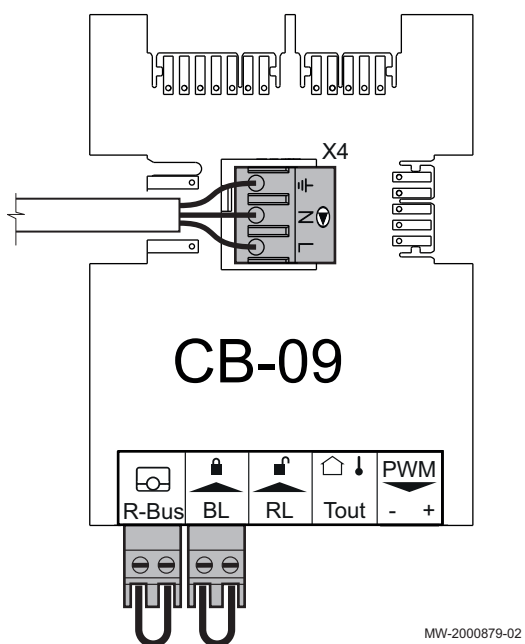 X4
N
L
CB-09
PWM
R-Bus BL RL Tout - +
MW-2000879-02